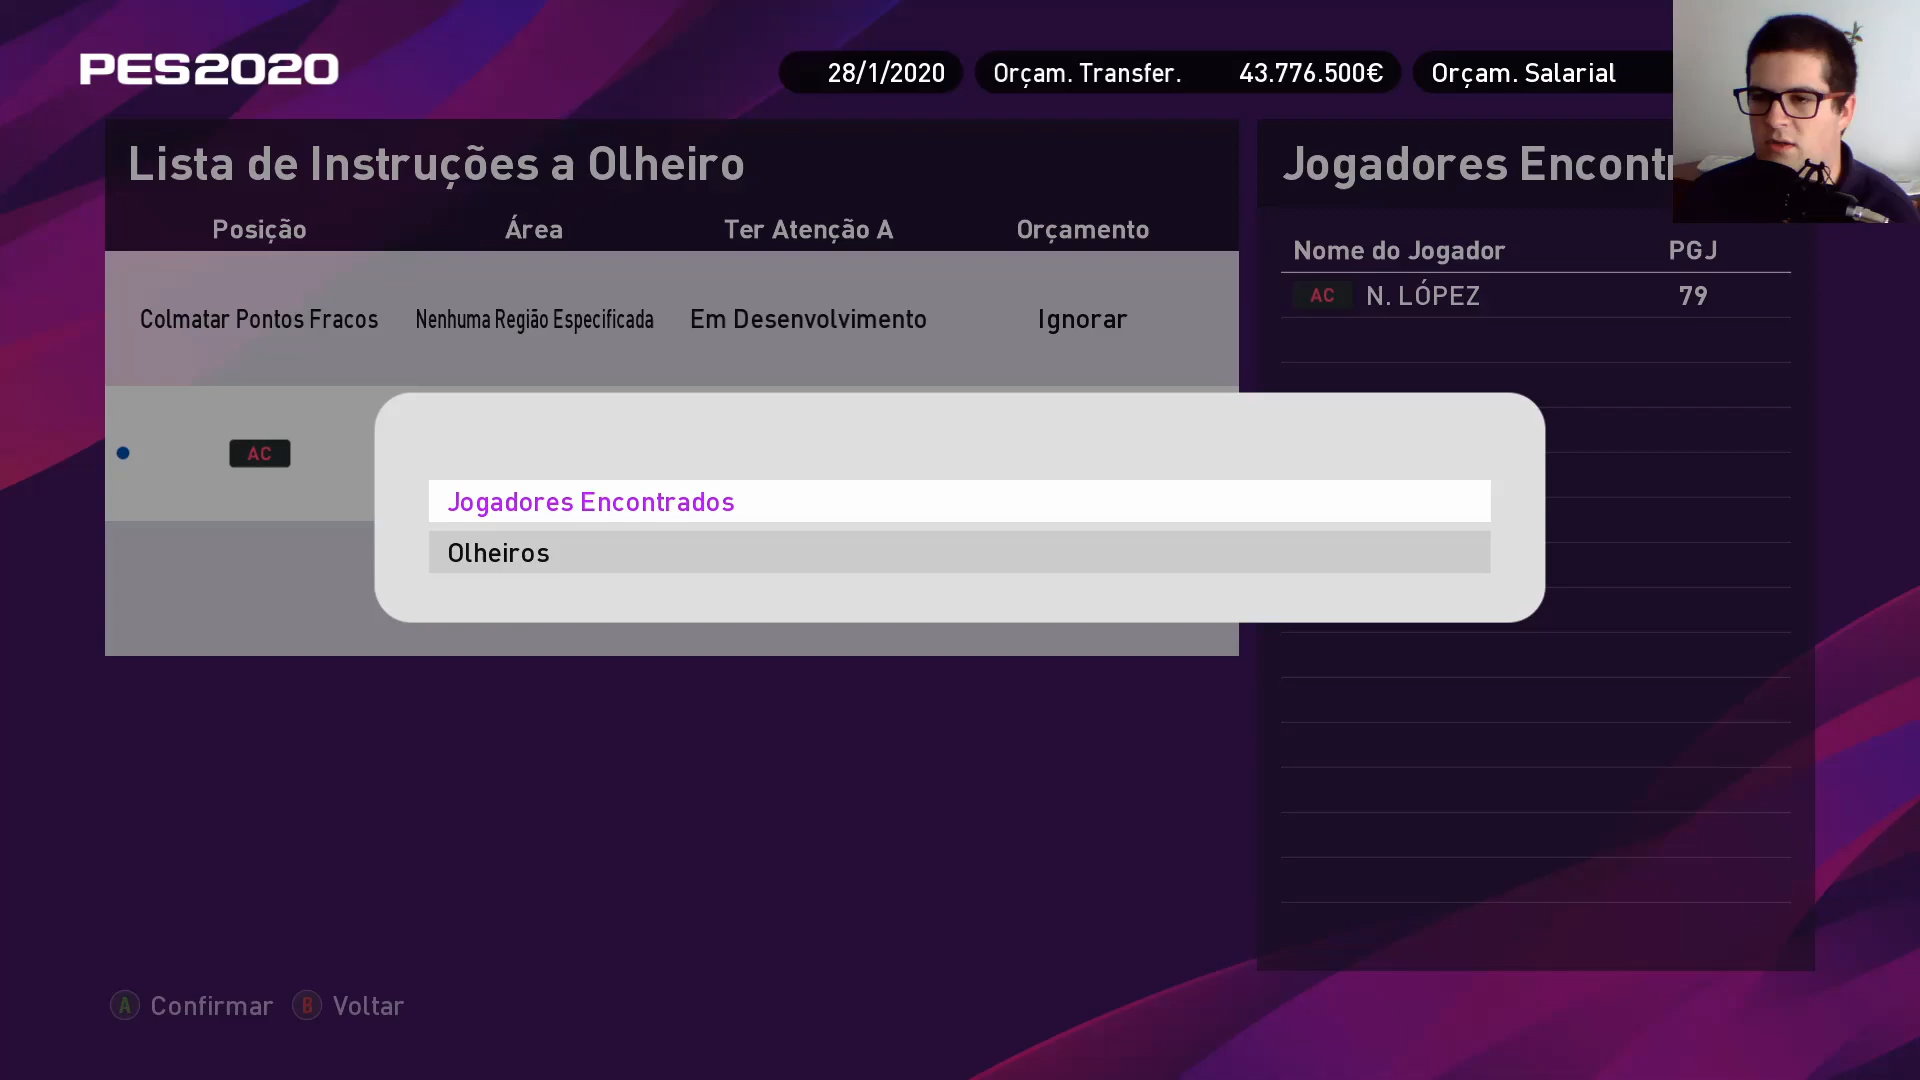 PES2020
28/1/2020
Orçam. Transfer. 43.776.500€
Orçam. Salarial
Lista de Instruções a Olheiro
Posição Área Ter Atenção A Orçamento
Colmatar Pontos Fracos Nenhuma Região Especificada Em Desenvolvimento Ignorar
AC
Jogadores Encontrados
Olheiros
Jogadores Encont
Nome do Jogador PGJ
AC N. LÓPEZ 79
A Confirmar B Voltar